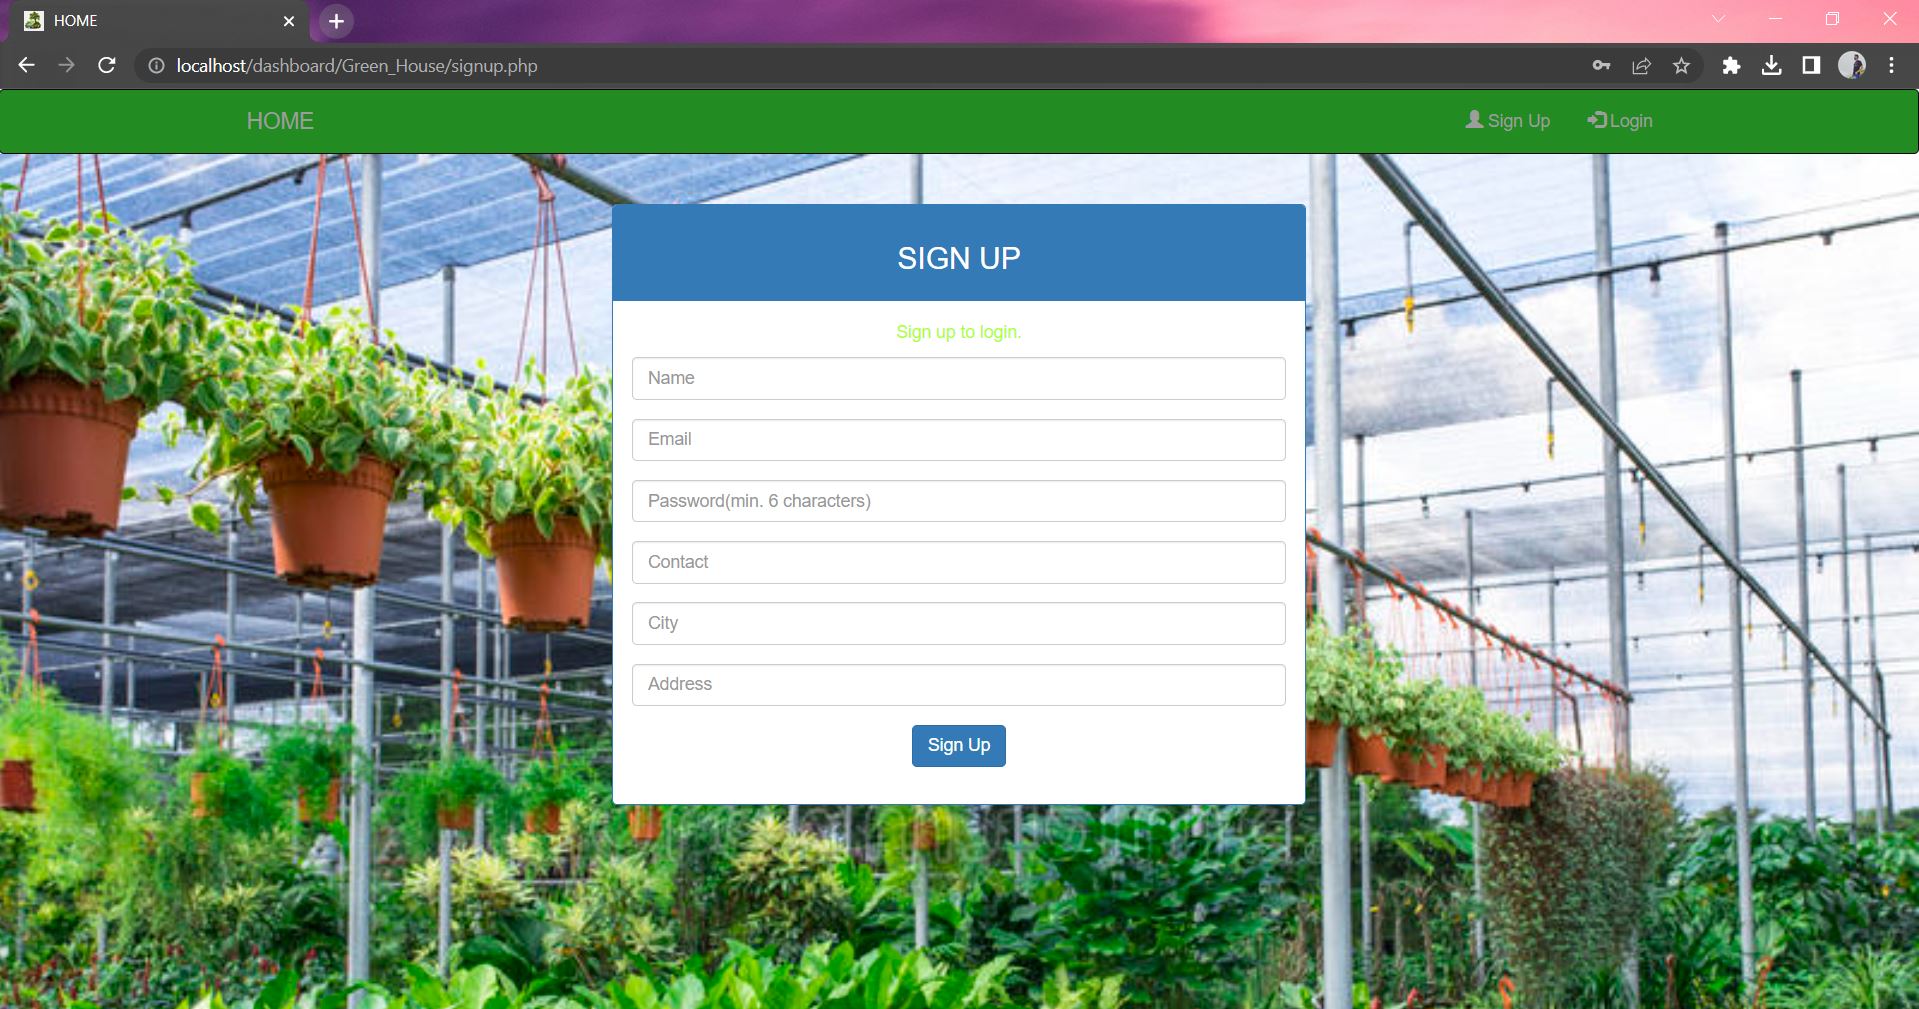 HOME
localhost/dashboard/Green_House/signup.php
HOME
Sign Up
Login
SIGN UP
Sign up to login.
Name
Email
Password(min. 6 characters)
Contact
City
Address
Sign Up